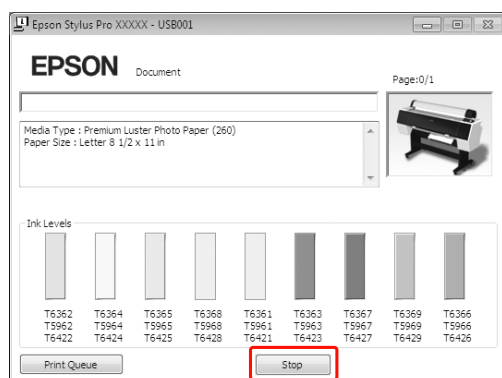 Epson Stylus Pro XXXXX - USB001
EPSON
Document
Page:0/1
Media Type : Premium Luster Photo Paper (260)
Paper Size : Letter 8 1/2 x 11 in
Ink Levels
T6362 T6364 T6365 T6368 T6361 T6363 T6367 T6369 T6366
T5962 T5964 T5965 T5968 T5961 T5963 T5967 T5969 T5966
T6422 T6424 T6425 T6428 T6421 T6423 T6427 T6429 T6426
Print Queue
Stop